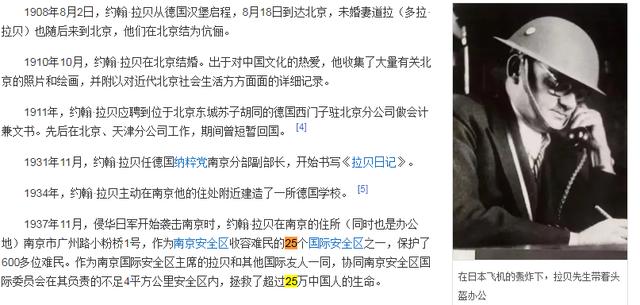 1908年8月2日，约翰·拉贝从德国汉堡启程，8月18日到达北京，未婚妻道拉（多拉·
拉贝）也随后来到北京，他们在北京结为伉俪。
1910年10月，约翰·拉贝在北京结婚。出于对中国文化的热爱，他收集了大量有关北
京的照片和绘画，并附以对近代北京社会生活方方面面的详细记录。
1911年，约翰·拉贝应聘到位于北京东城苏子胡同的德国西门子驻北京分公司做会计
兼文书。先后在北京、天津分公司工作，期间曾短暂回国。 [4]
1931年11月，约翰·拉贝任德国纳粹党南京分部副部长，开始书写《拉贝日记》。
1934年，约翰·拉贝主动在南京他的住处附近建造了一所德国学校。 [5]
1937年11月，侵华日军开始袭击南京时，约翰·拉贝在南京的住所（同时也是办公
地）南京市广州路小粉桥1号，作为南京安全区收容难民的25个国际安全区之一，保护了
600多位难民。作为南京国际安全区主席的拉贝和其他国际友人一同，协同南京安全区国
际委员会在其负责的不足4平方公里安全区内，拯救了超过25万中国人的生命。
在日本飞机的轰炸下，拉贝先生带着头
盔办公